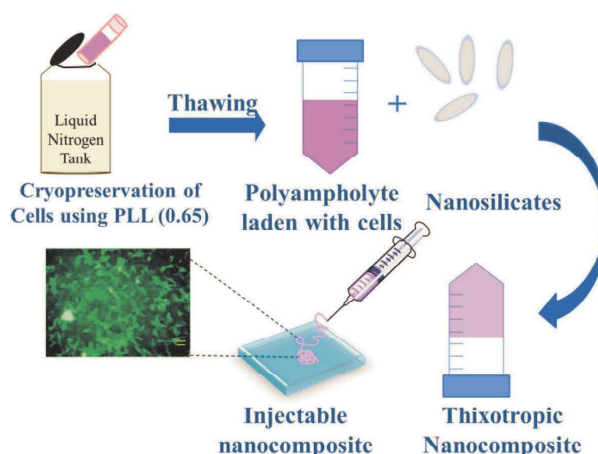 Liquid
Nitrogen
Tank
Thawing
+
Cryopreservation of
Cells using PLL (0.65)
Polyampholyte
laden with cells
Nanosilicates
Injectable
nanocomposite
Thixotropic
Nanocomposite